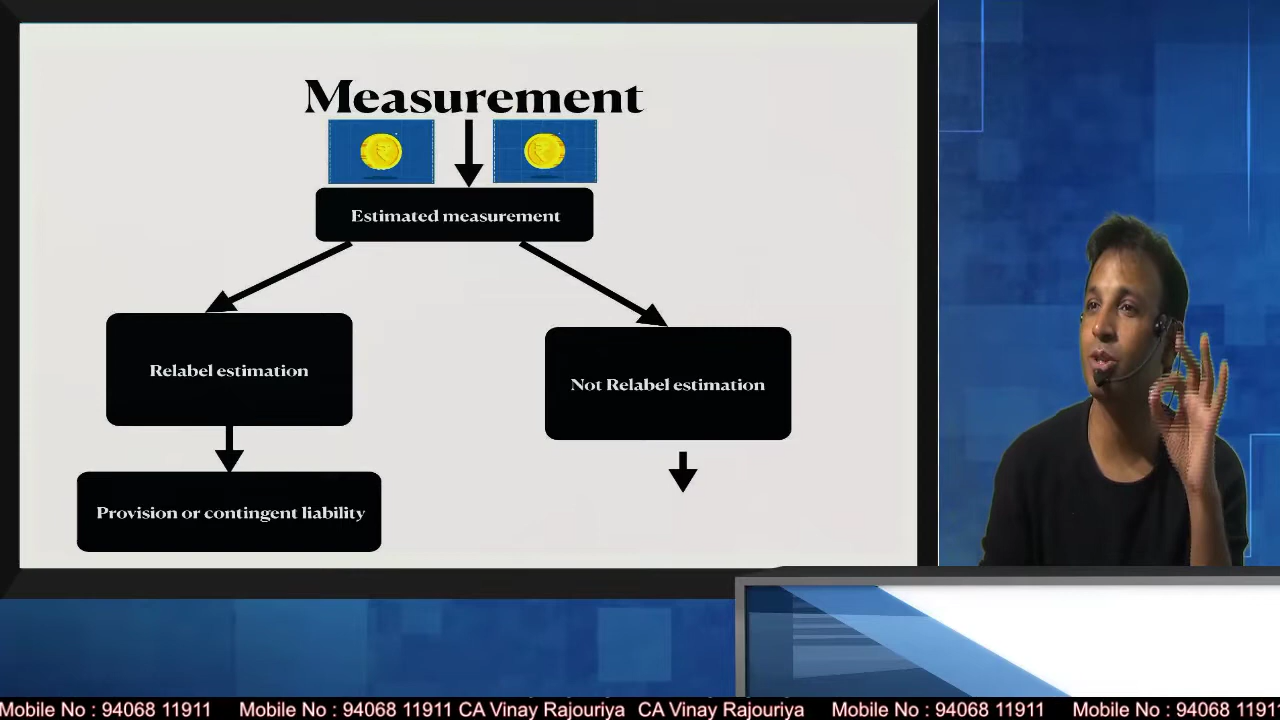 Measurement
Estimated measurement
Relabel estimation
Not Relabel estimation
Provision or contingent liability
Mobile No : 94068 11911 Mobile No : 94068 11911 CA Vinay Rajouriya CA Vinay Rajouriya Mobile No : 94068 11911 Mobile No : 94068 1191